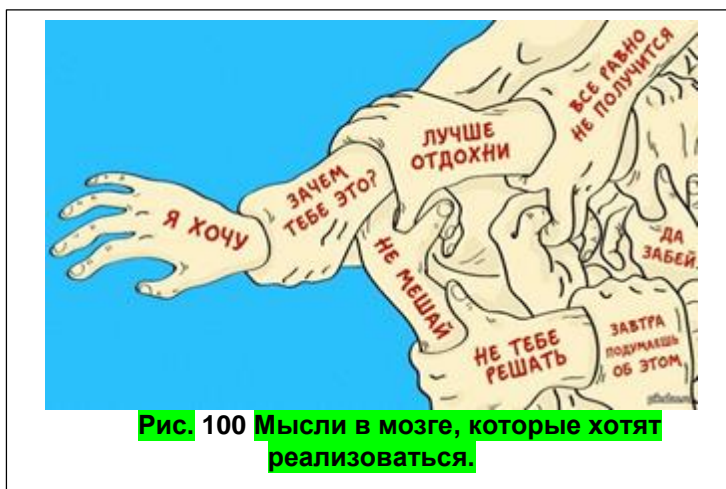 Я ХОЧУ
ЗАЧЕМ
ТЕБЕ ЭТО?
ЛУЧШЕ
ОТДОХНИ
ВСЕ РАВНО
НЕ ПОЛУЧИТСЯ
НЕ МЕШАЙ
НЕ ТЕБЕ
РЕШАТЬ
ДА
ЗАБЕЙ
ЗАВТРА
ПОДУМАЕШЬ
ОБ ЭТОМ
Рис. 100 Мысли в мозге, которые хотят
реализоваться.